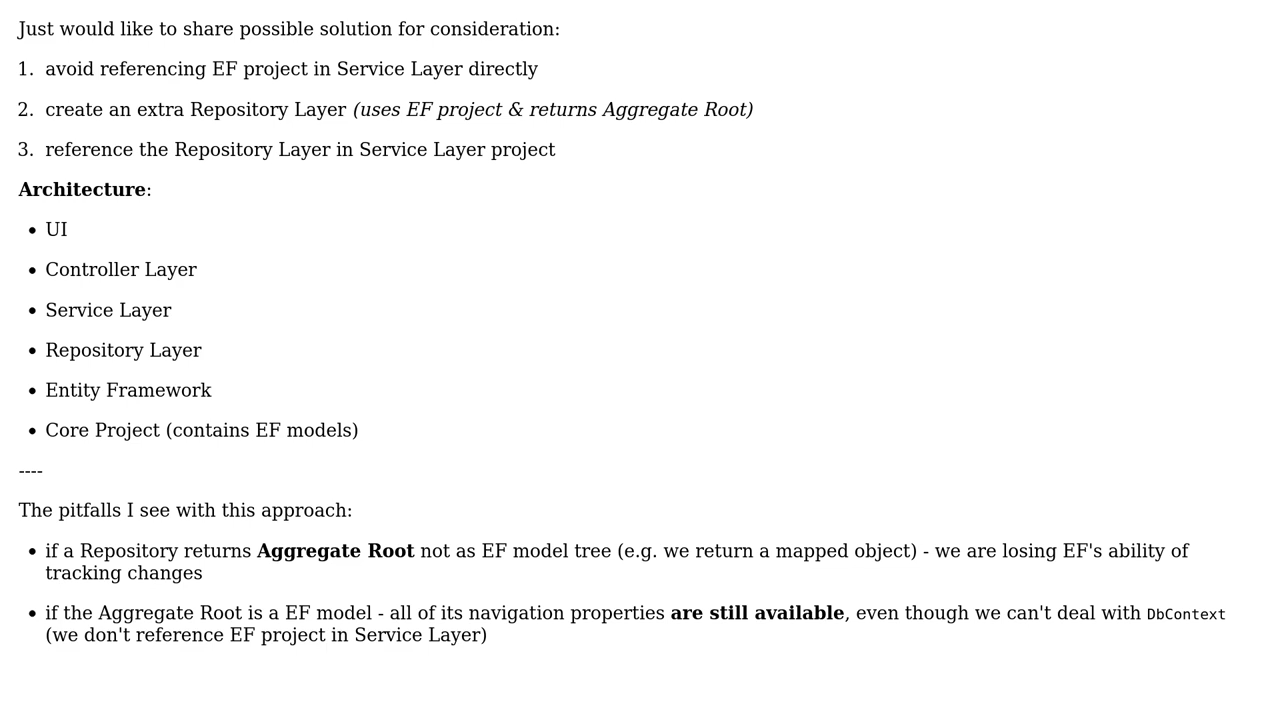 Just would like to share possible solution for consideration:
1. avoid referencing EF project in Service Layer directly
2. create an extra Repository Layer (uses EF project & returns Aggregate Root)
3. reference the Repository Layer in Service Layer project
Architecture:
• UI
• Controller Layer
• Service Layer
• Repository Layer
• Entity Framework
• Core Project (contains EF models)
----
The pitfalls I see with this approach:
• if a Repository returns Aggregate Root not as EF model tree (e.g. we return a mapped object) - we are losing EF's ability of
tracking changes
• if the Aggregate Root is a EF model - all of its navigation properties are still available, even though we can't deal with DbContext
(we don't reference EF project in Service Layer)